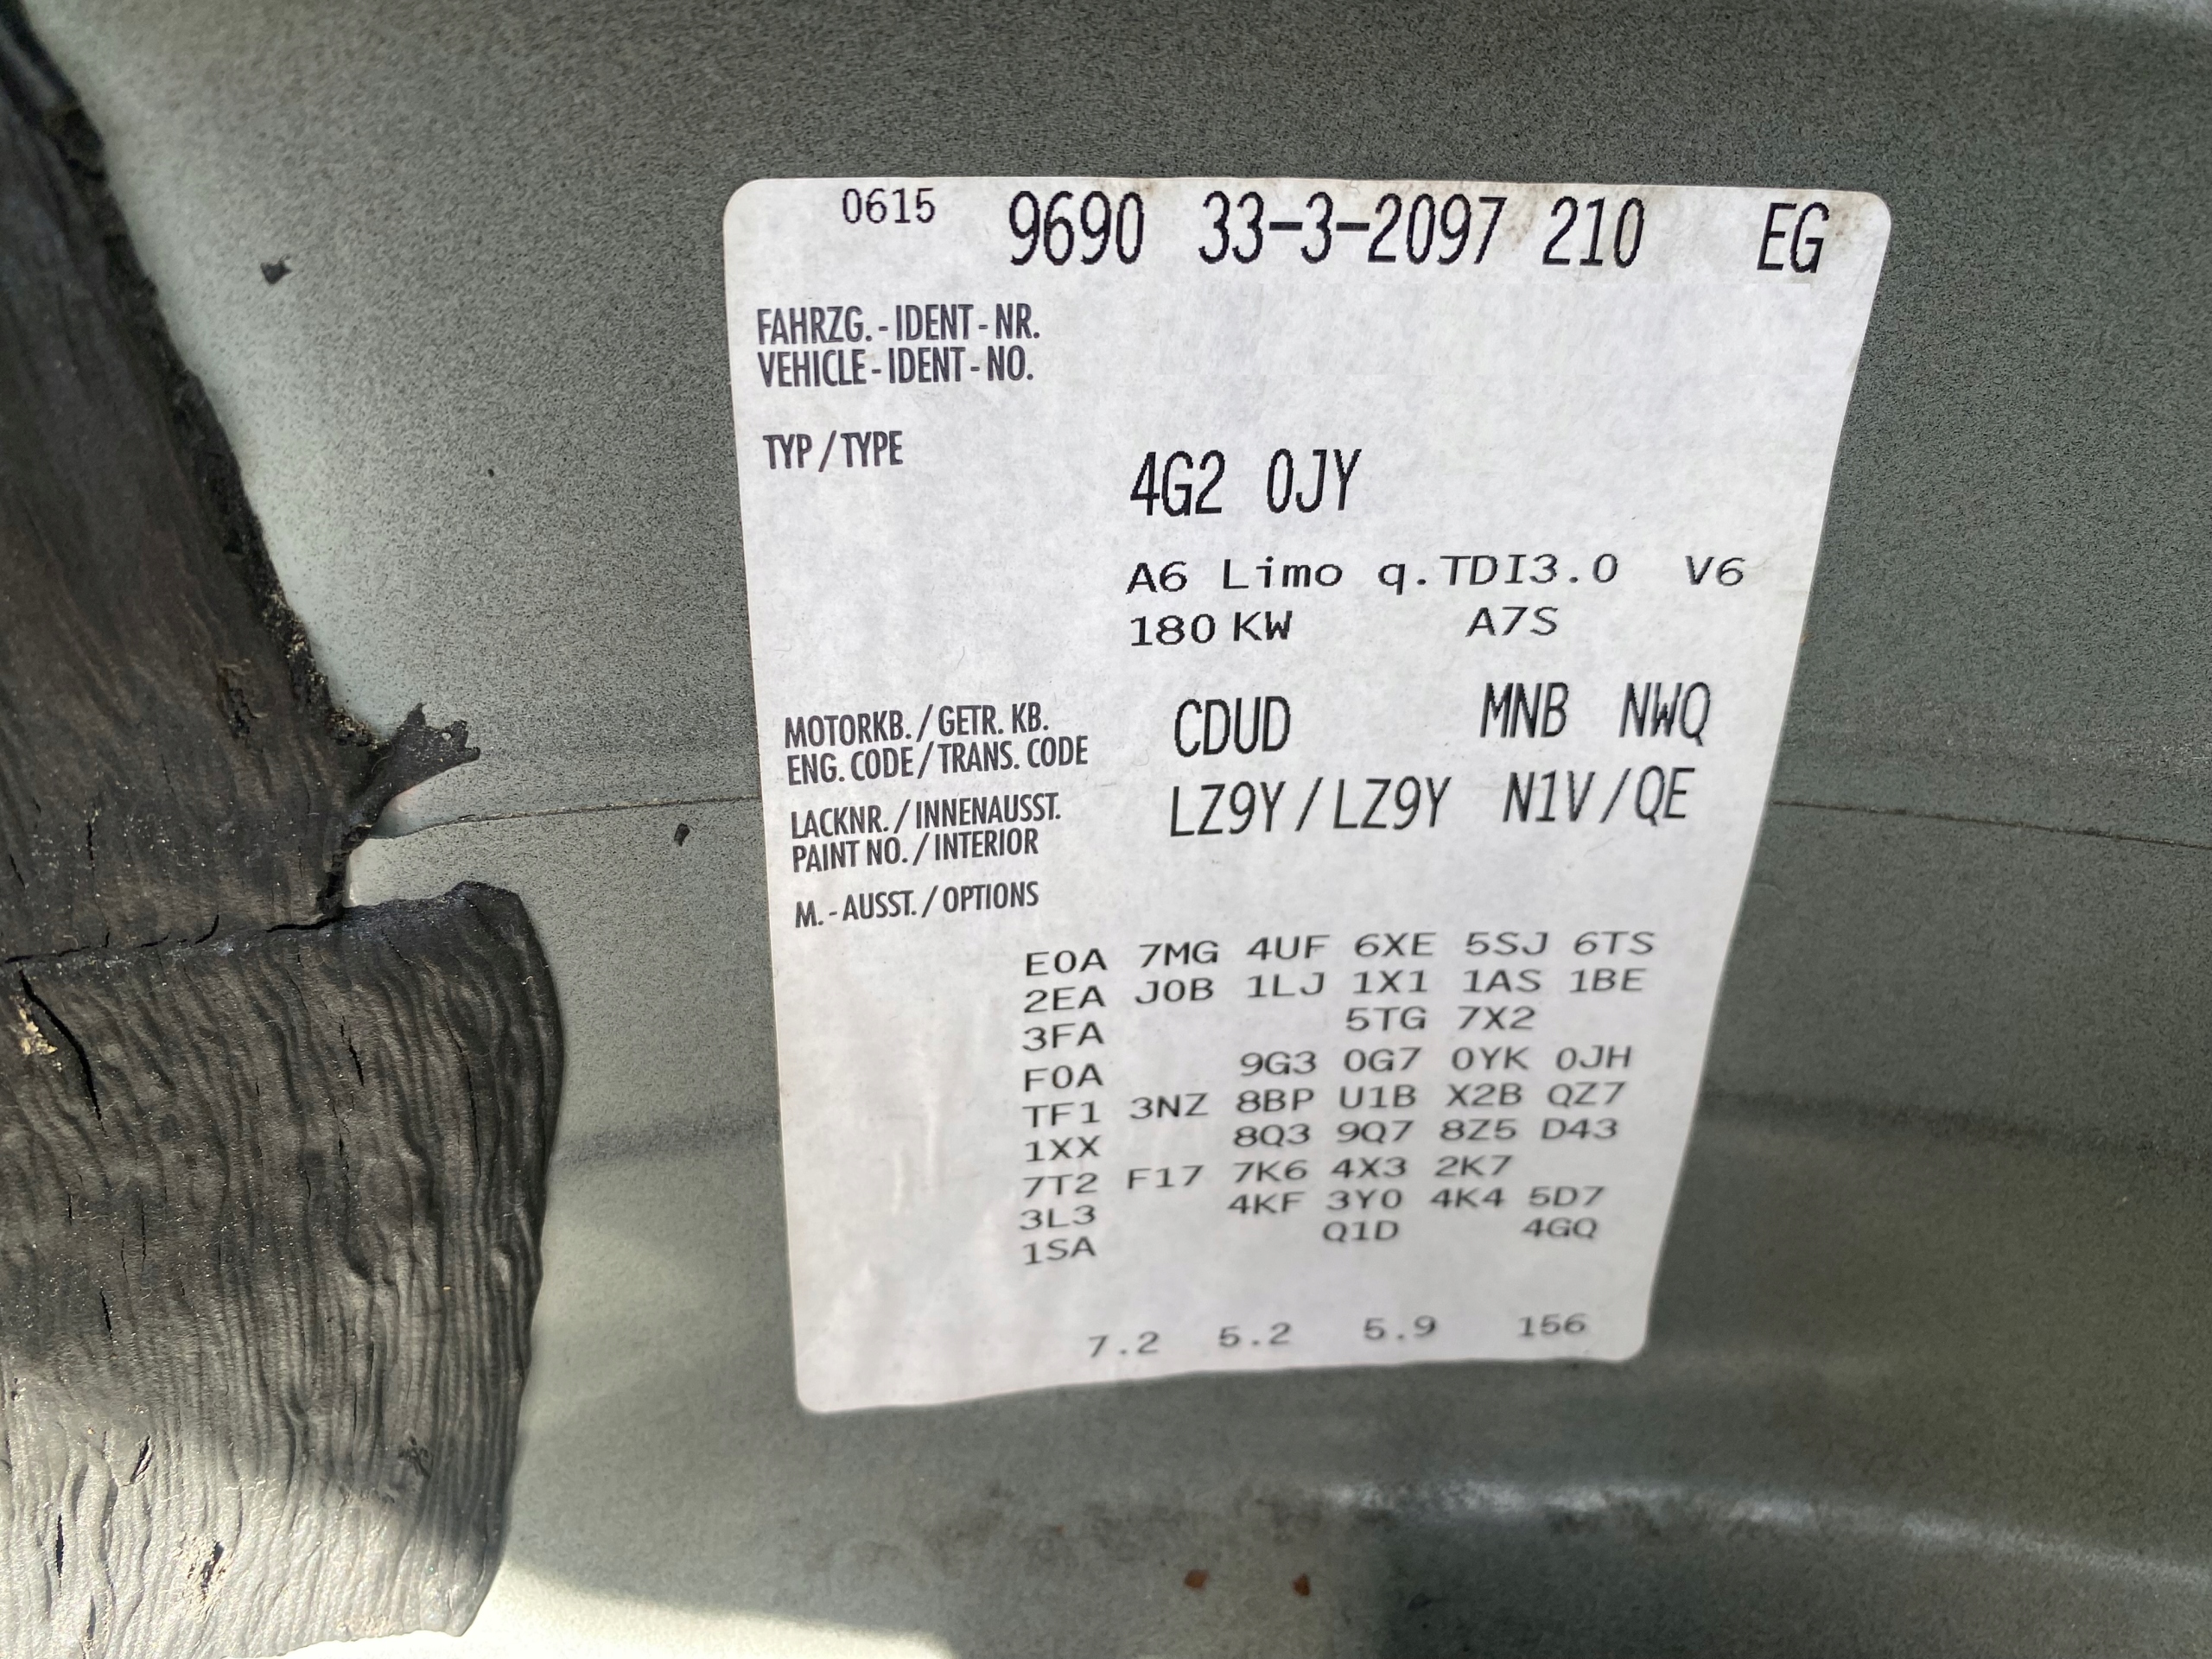 0615 9690 33-3-2097 210 EG
FAHRZG.-IDENT-NR.
VEHICLE-IDENT-NO.
TYP/TYPE
4G2 0JY
A6 Limo q.TDI3.0 V6
180 KW A7S
MOTORKB./GETR. KB.
ENG. CODE/TRANS. CODE
CDUD MNB NWQ
LACKNR./INNENAUSST.
PAINT NO./INTERIOR
LZ9Y/LZ9Y N1V/QE
M.-AUSST./OPTIONS
E0A 7MG 4UF 6XE 5SJ 6TS
2EA J0B 1LJ 1X1 1AS 1BE
3FA 5TG 7X2
F0A 9G3 0G7 0YK 0JH
TF1 3NZ 8BP U1B X2B QZ7
1XX 8Q3 9Q7 8Z5 D43
7T2 F17 7K6 4X3 2K7
3L3 4KF 3Y0 4K4 5D7
1SA Q1D 4GQ
7.2 5.2 5.9 156